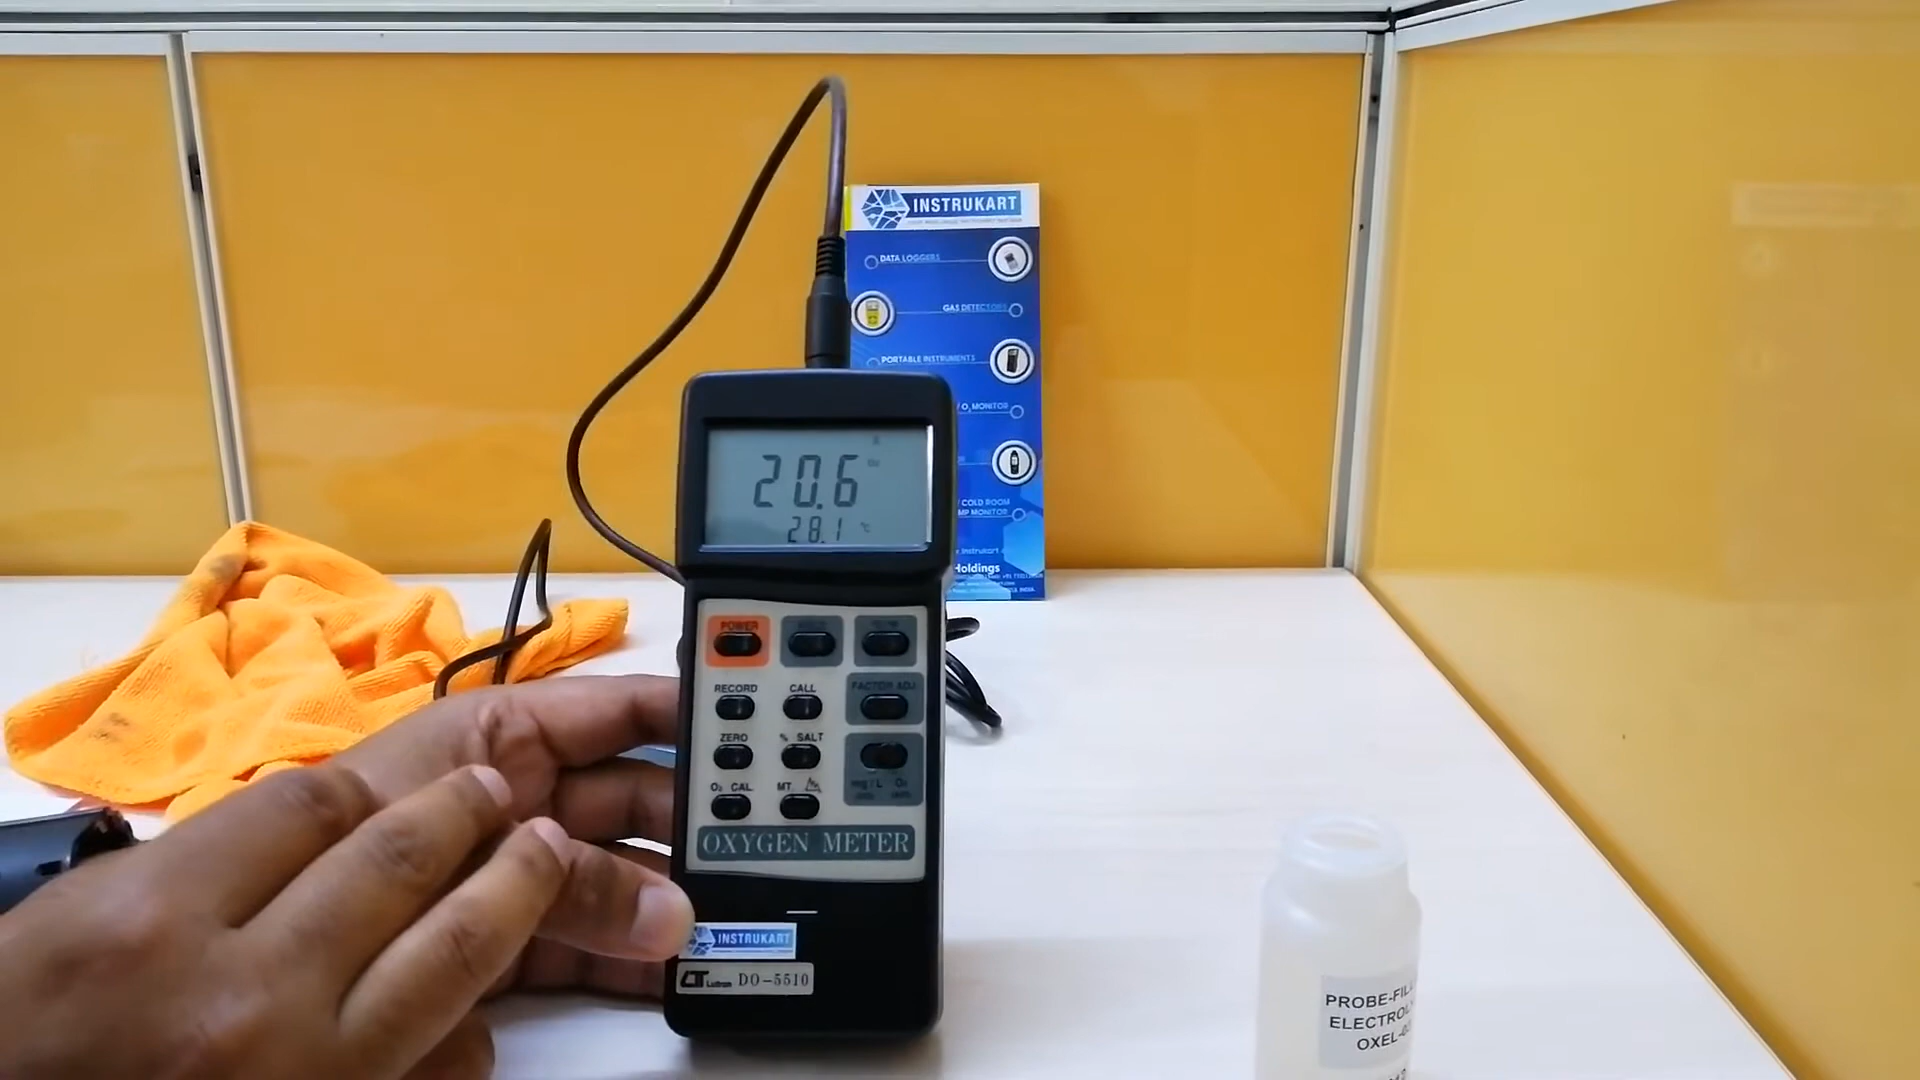 INSTRUKART
DATA LOGGERS
GAS DETECTORS
PORTABLE INSTRUMENTS
/ O₂ MONITOR
/ COLD ROOM
MP MONITOR
Holdings
20.6
28.1 °C
POWER
RECORD CALL FACTOR ADJ
ZERO % SALT
O₂ CAL MT.
mg / L O₂
OXYGEN METER
INSTRUKART
Lutron DO-5510
PROBE-FILL
ELECTROL
OXEL-0